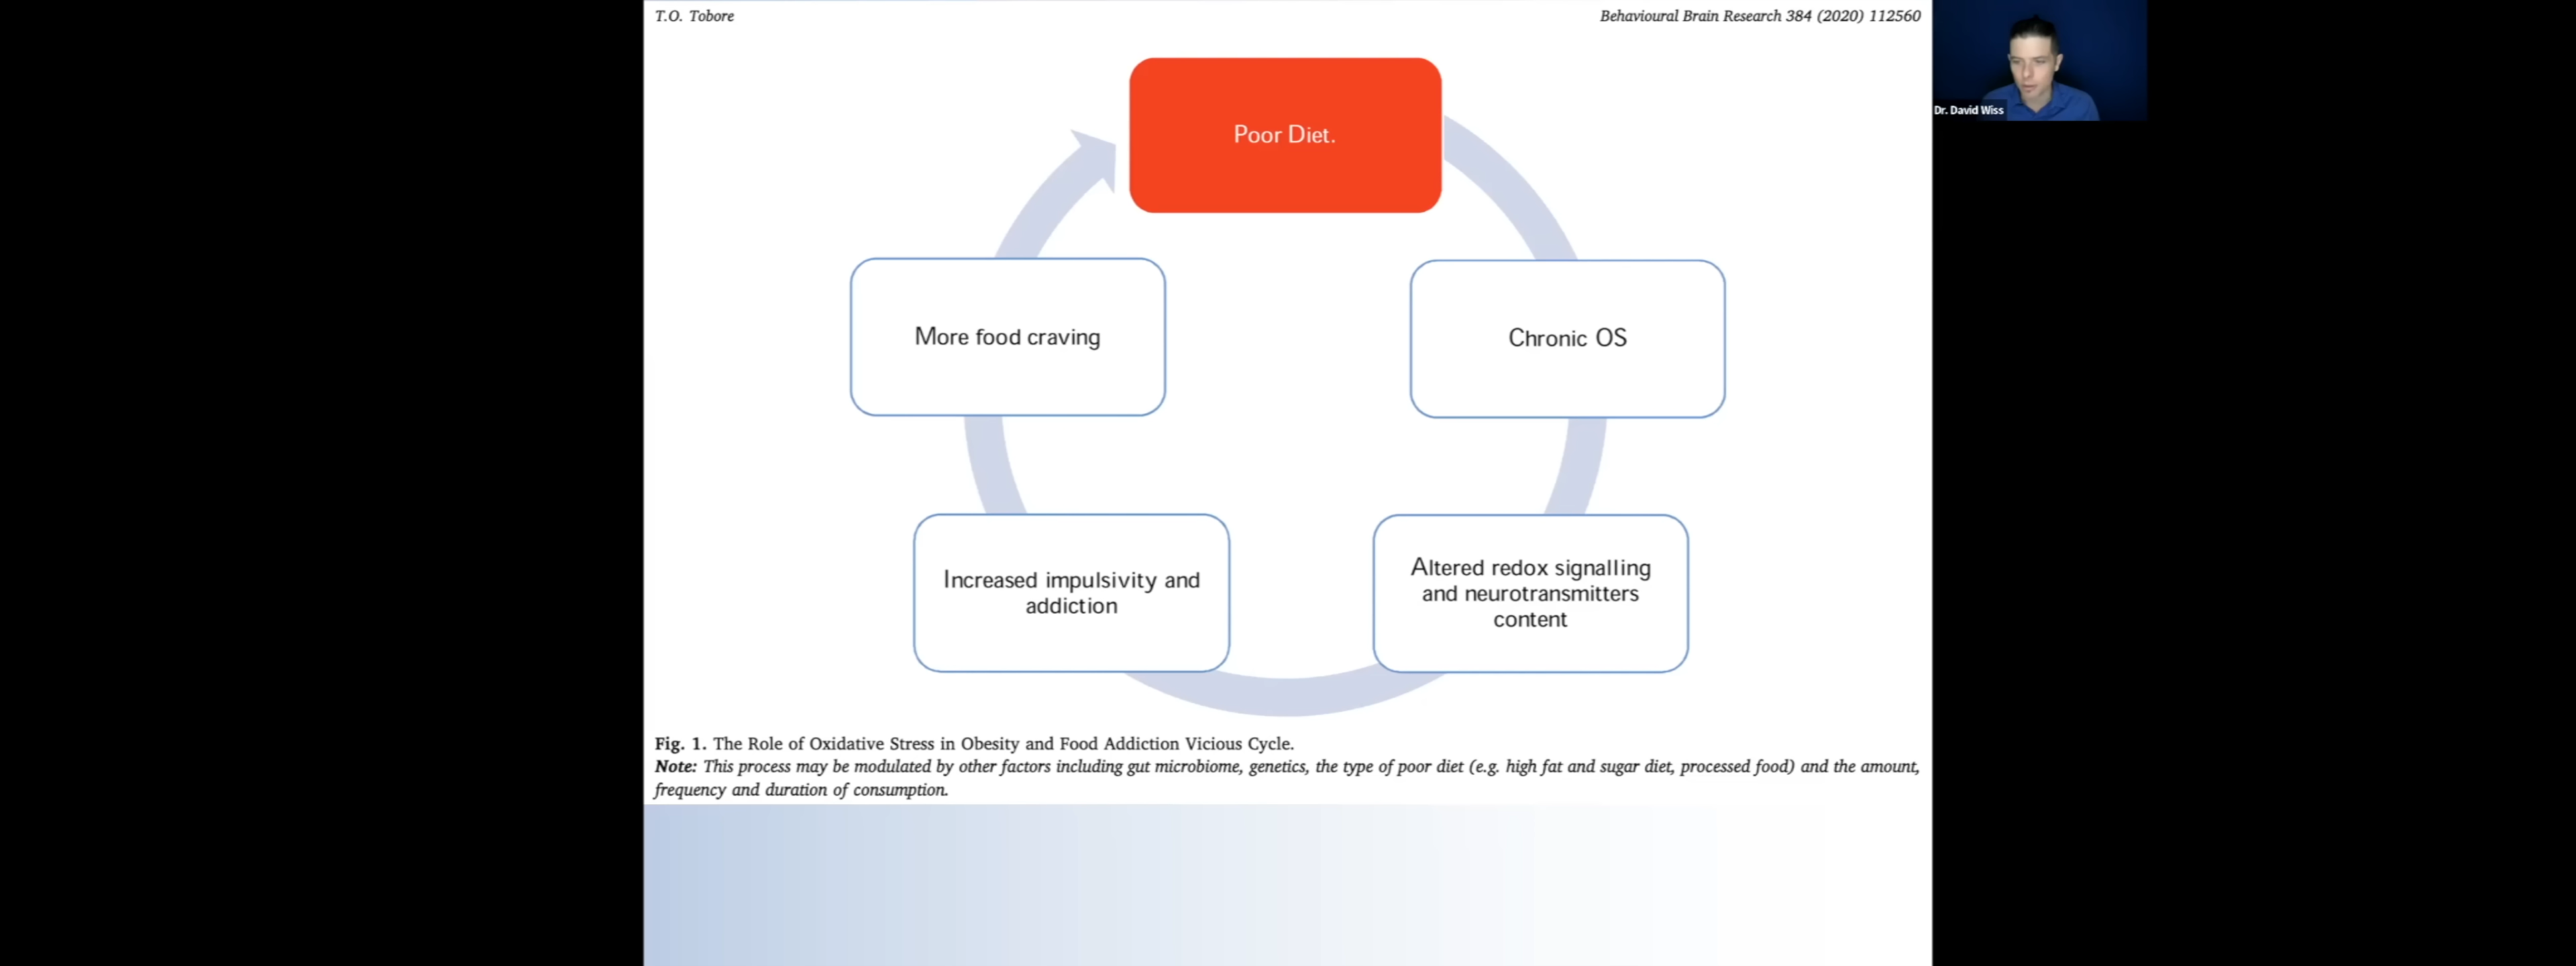 T.O. Tobore
Behavioural Brain Research 384 (2020) 112560
Dr. David Wiss
Poor Diet.
More food craving
Chronic OS
Increased impulsivity and
addiction
Altered redox signalling
and neurotransmitters
content
Fig. 1. The Role of Oxidative Stress in Obesity and Food Addiction Vicious Cycle.
Note: This process may be modulated by other factors including gut microbiome, genetics, the type of poor diet (e.g. high fat and sugar diet, processed food) and the amount,
frequency and duration of consumption.